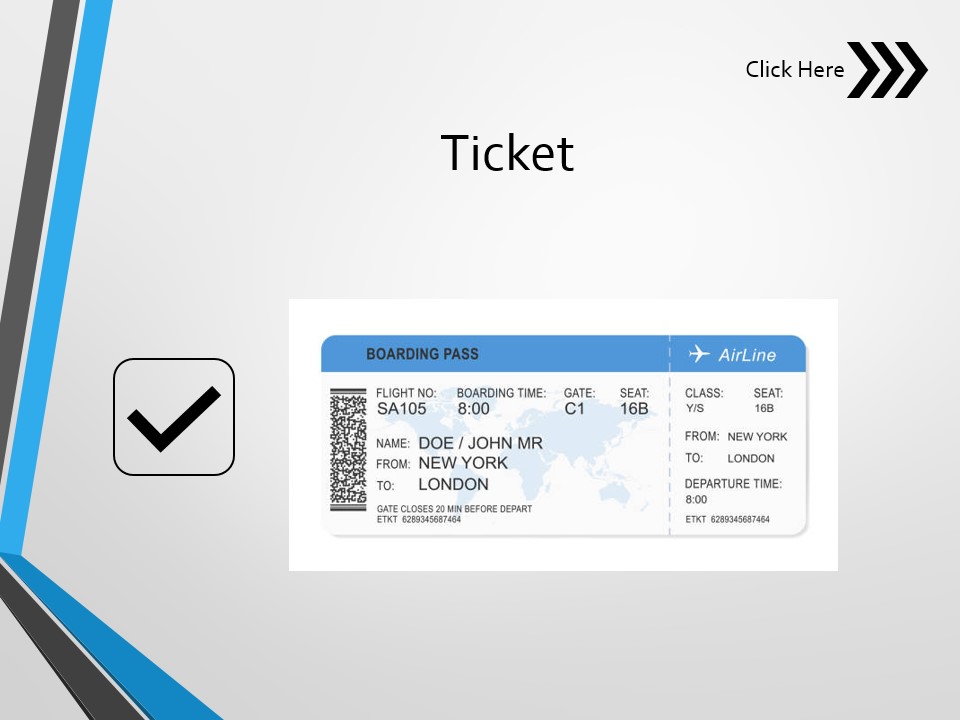 Click Here
Ticket
BOARDING PASS
AirLine
FLIGHT NO: BOARDING TIME: GATE: SEAT:
SA105 8:00 C1 16B
NAME: DOE / JOHN MR
FROM: NEW YORK
TO: LONDON
GATE CLOSES 20 MIN BEFORE DEPART
ETKT 6289345687464
CLASS: SEAT:
Y/S 16B
FROM: NEW YORK
TO: LONDON
DEPARTURE TIME:
8:00
ETKT 6289345687464